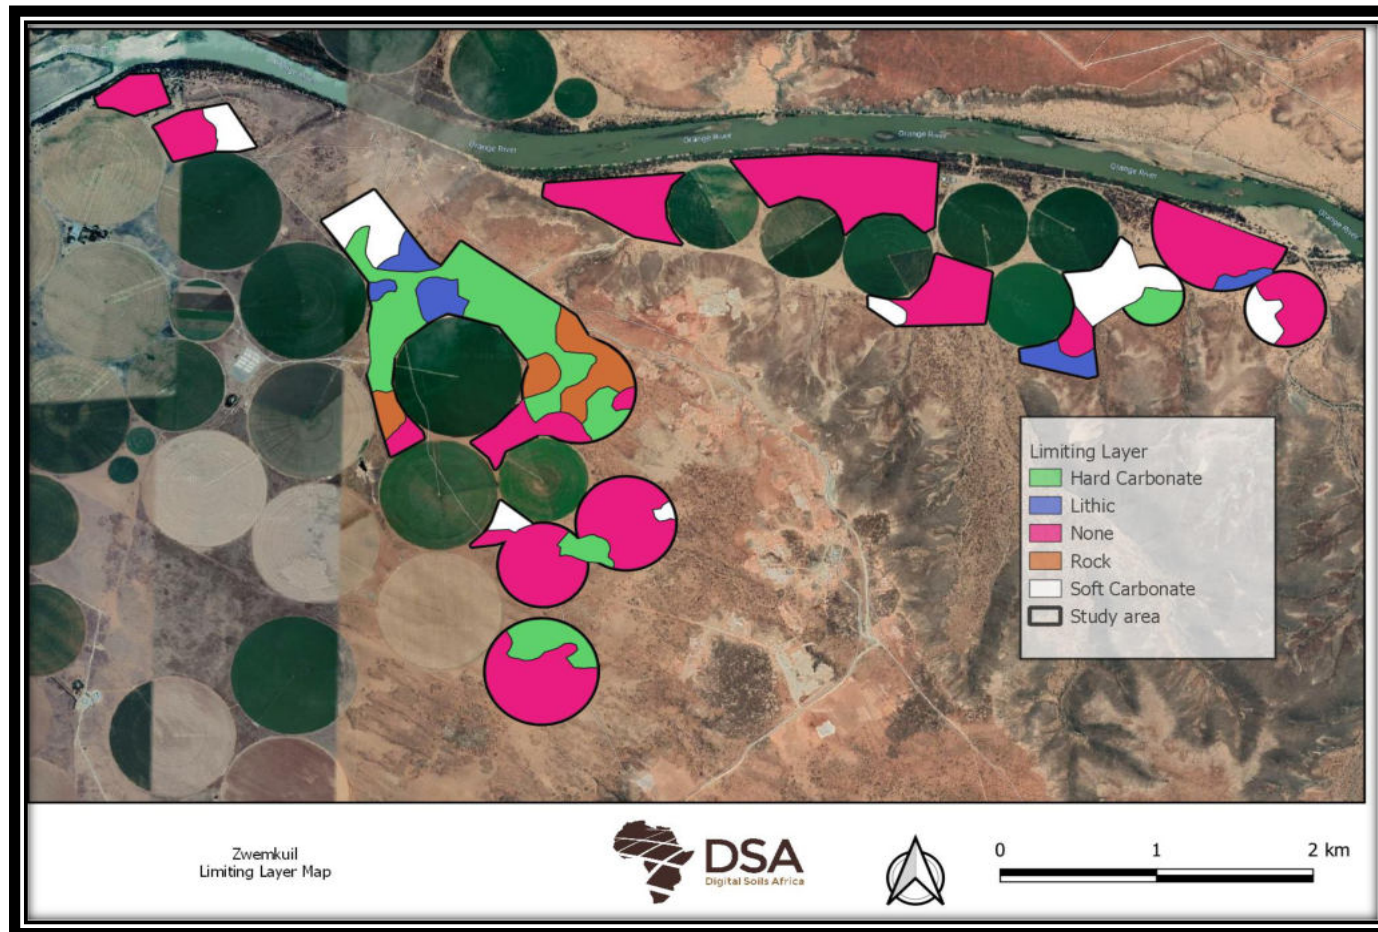 Orange River
Orange River
Orange River
Orange River
Orange River
Limiting Layer
Hard Carbonate
Lithic
None
Rock
Soft Carbonate
Study area
Zwemkuil
Limiting Layer Map
DSA
Digital Soils Africa
0 1 2 km